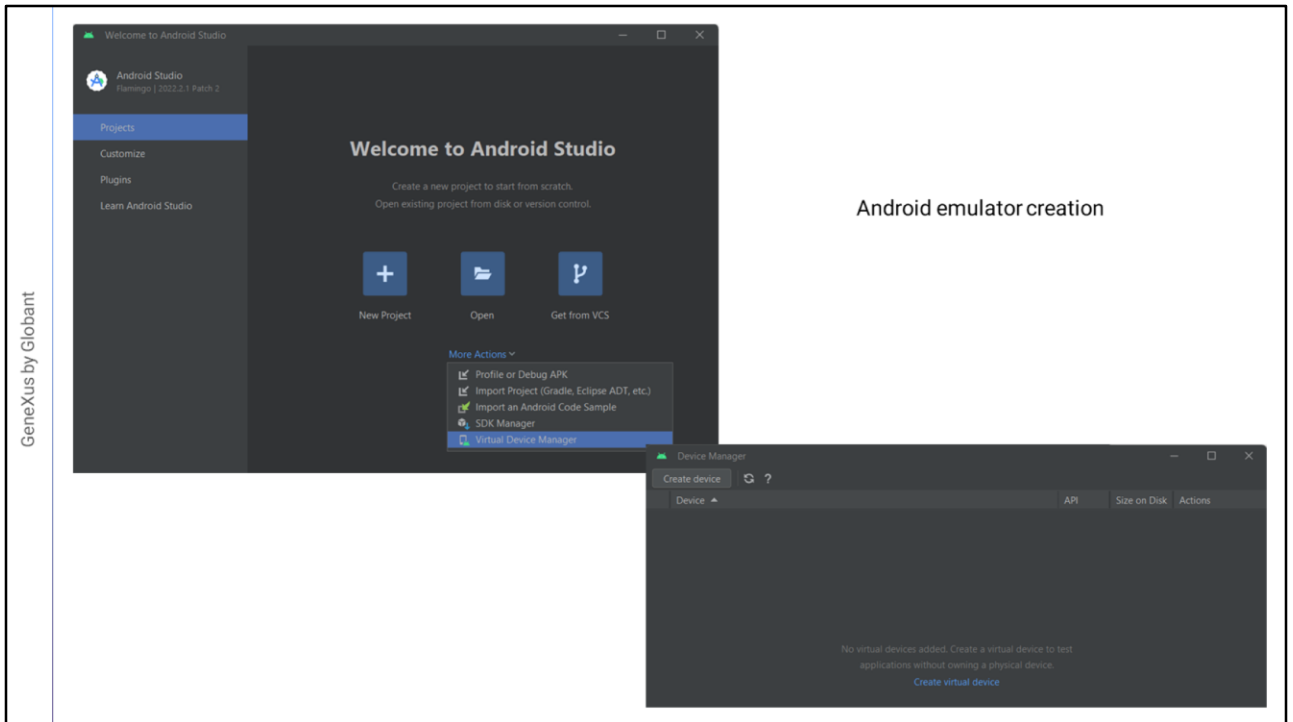 Welcome to Android Studio
Android Studio
Flamingo | 2022.2.1 Patch 2
Projects
Customize
Plugins
Learn Android Studio
Welcome to Android Studio
Create a new project to start from scratch.
Open existing project from disk or version control.
New Project
Open
Get from VCS
More Actions
Profile or Debug APK
Import Project (Gradle, Eclipse ADT, etc.)
Import an Android Code Sample
SDK Manager
Virtual Device Manager
Android emulator creation
GeneXus by Globant
Device Manager
Create device ?
Device API Size on Disk Actions
No virtual devices added. Create a virtual device to test
applications without owning a physical device.
Create virtual device